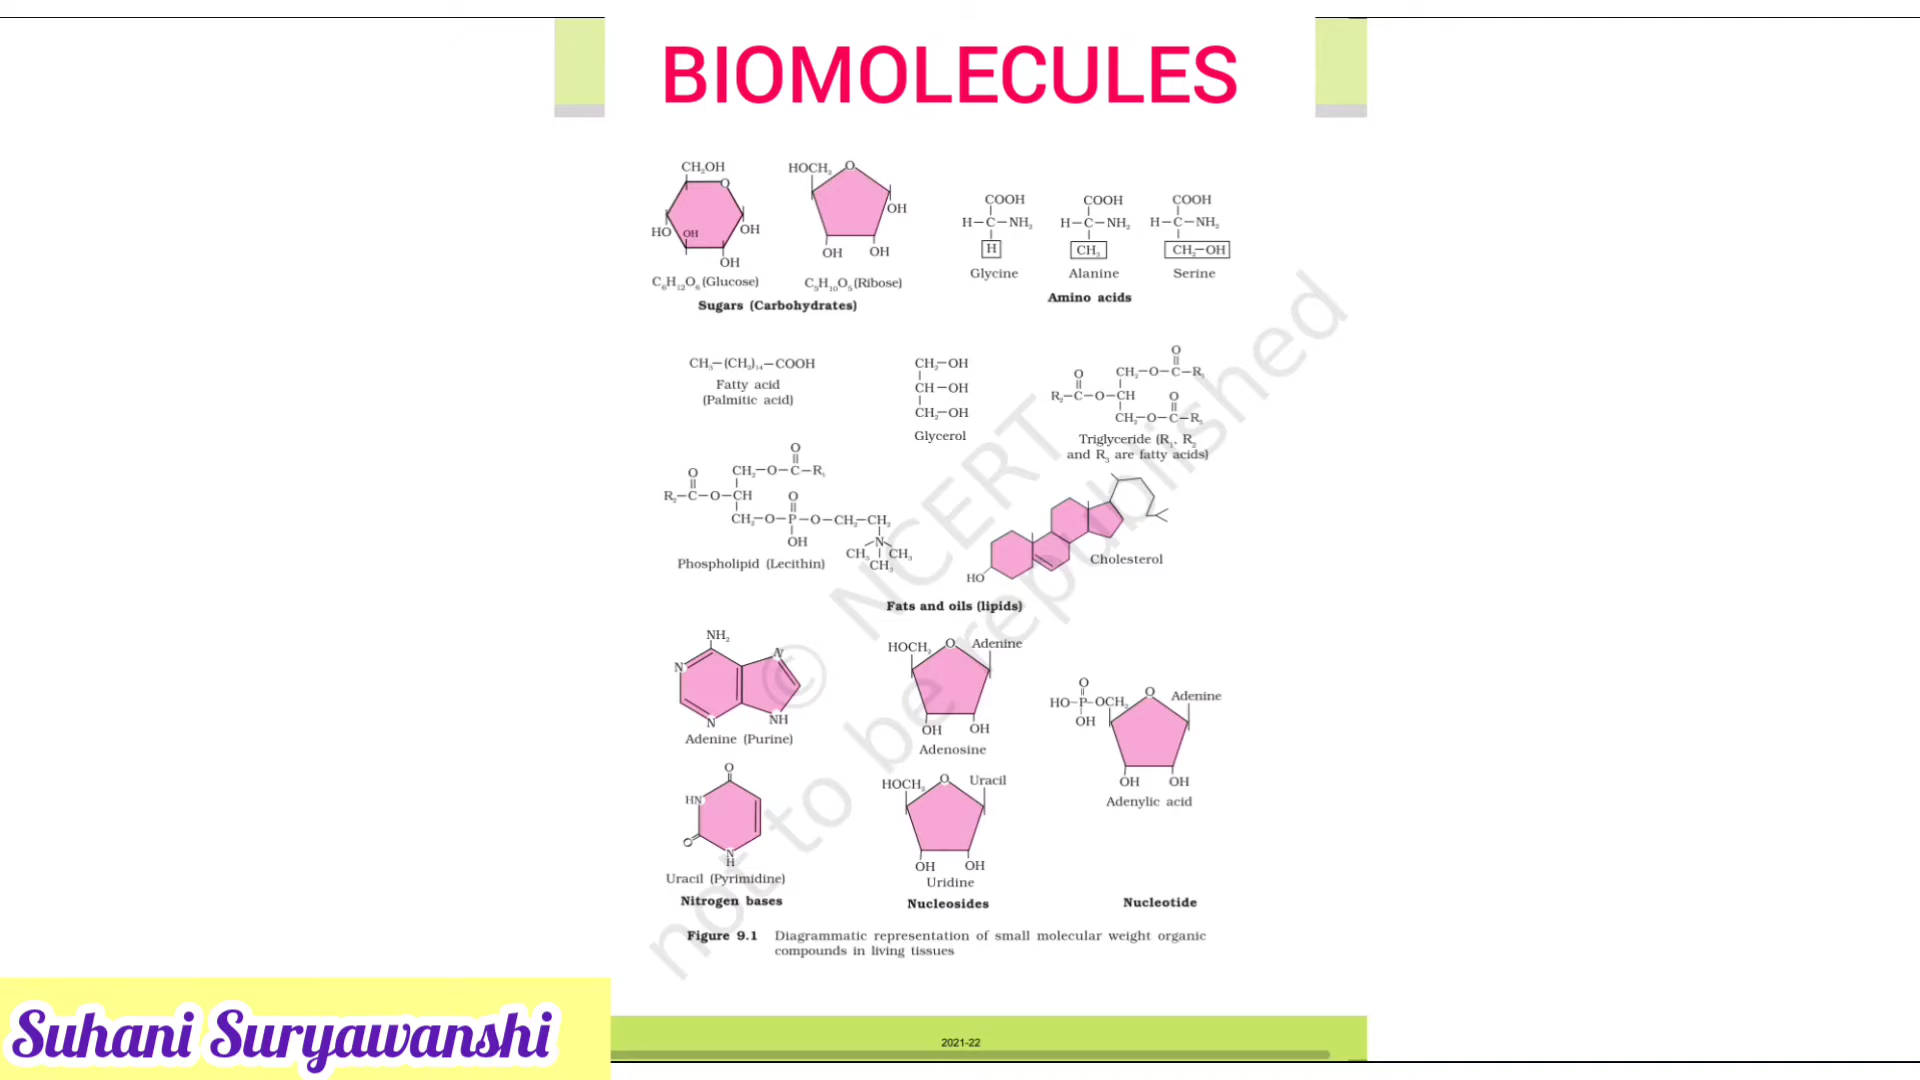 BIOMOLECULES
CH₂OH
O
HO
OH
OH
OH
C₆H₁₂O₆ (Glucose)
HOCH₂
O
OH
OH
OH
C₅H₁₀O₅ (Ribose)
Sugars (Carbohydrates)
COOH
H–C–NH₂
H
Glycine
COOH
H–C–NH₂
CH₃
Alanine
COOH
H–C–NH₂
CH₂–OH
Serine
Amino acids
CH₃–(CH₂)₁₄–COOH
Fatty acid
(Palmitic acid)
CH₂–OH
CH–OH
CH₂–OH
Glycerol
O
CH₂–O–C–R₁
O
R₂–C–O–CH
O
CH₂–O–C–R₃
Triglyceride (R₁, R₂
and R₃ are fatty acids)
O
CH₂–O–C–R₁
O
R₂–C–O–CH
O
CH₂–O–P–O–CH₂–CH₂
OH
N
CH₃
CH₃
CH₃
Phospholipid (Lecithin)
HO
Cholesterol
Fats and oils (lipids)
NH₂
N
N
NH
Adenine (Purine)
HOCH₂
O
Adenine
OH
OH
Adenosine
O
HO–P–OCH₂
OH
O
Adenine
OH
OH
Adenylic acid
O
HN
O
N
H
Uracil (Pyrimidine)
Nitrogen bases
HOCH₂
O
Uracil
OH
OH
Uridine
Nucleosides
Nucleotide
Figure 9.1 Diagrammatic representation of small molecular weight organic
compounds in living tissues
© NCERT
not to be republished
Suhani Suryawanshi
2021-22